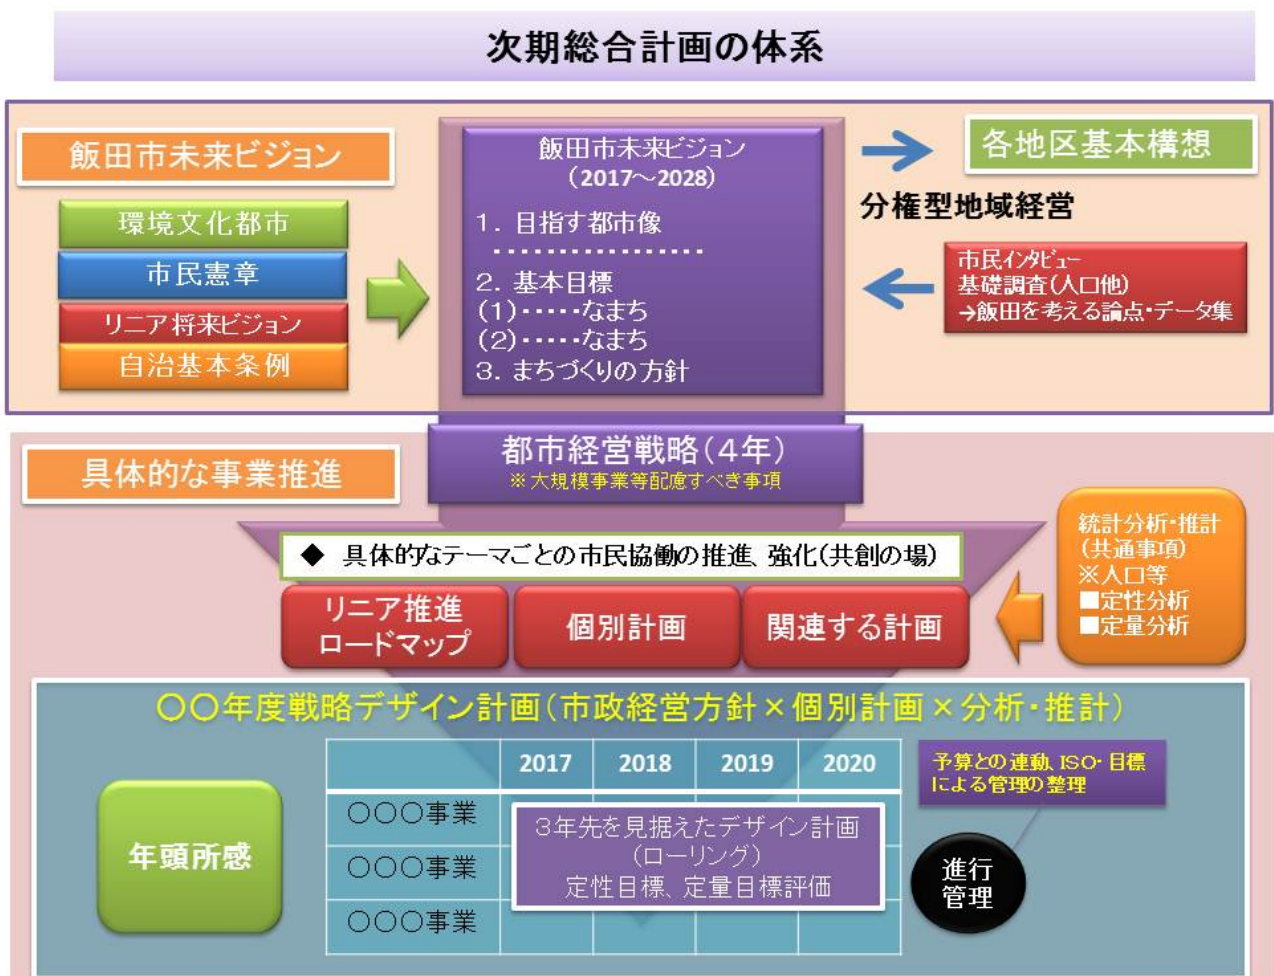 次期総合計画の体系
飯田市未来ビジョン
環境文化都市
市民憲章
リニア将来ビジョン
自治基本条例
飯田市未来ビジョン
(2017~2028)
1. 目指す都市像
・・・・・・・・・・・・・・・・・・
2. 基本目標
(1)・・・・・なまち
(2)・・・・・なまち
3. まちづくりの方針
各地区基本構想
分権型地域経営
市民インタビュー
基礎調査(人口他)
→飯田を考える論点・データ集
具体的な事業推進
都市経営戦略(4年)
※大規模事業等配慮すべき事項
◆ 具体的なテーマごとの市民協働の推進、強化(共創の場)
リニア推進
ロードマップ
個別計画
関連する計画
統計分析・推計
(共通事項)
※人口等
■定性分析
■定量分析
〇〇年度戦略デザイン計画(市政経営方針×個別計画×分析・推計)
年頭所感
2017 2018 2019 2020
〇〇〇事業
〇〇〇事業
〇〇〇事業
3年先を見据えたデザイン計画
(ローリング)
定性目標、定量目標評価
予算との連動、ISO・目標
による管理の整理
進行
管理